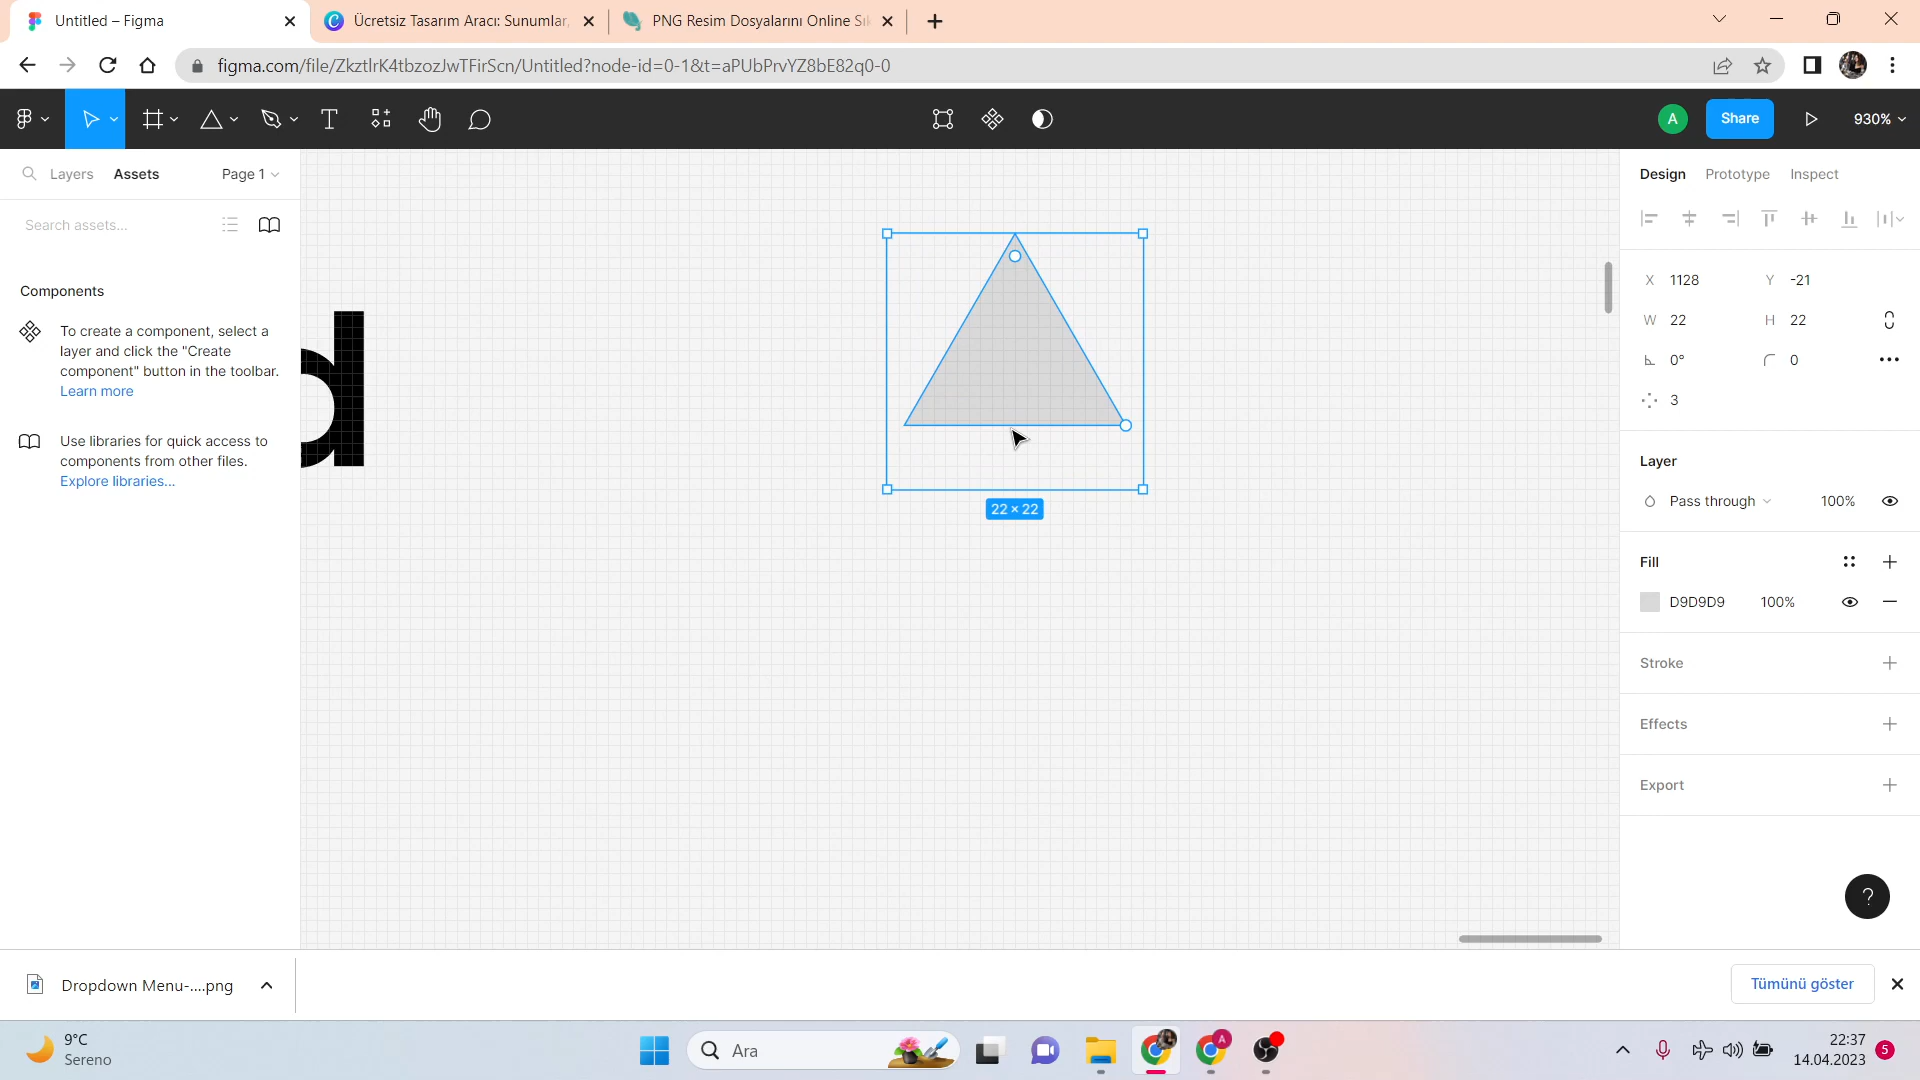 Untitled – Figma
Ücretsiz Tasarım Aracı: Sunumlar,
PNG Resim Dosyalarını Online Sık
figma.com/file/ZkztlrK4tbzozJwTFirScn/Untitled?node-id=0-1&t=aPUbPrvYZ8bE82q0-0
A
Share
930%
Layers
Assets
Page 1
Design
Prototype
Inspect
Search assets...
Components
To create a component, select a
layer and click the "Create
component" button in the toolbar.
Learn more
Use libraries for quick access to
components from other files.
Explore libraries...
d
22 × 22
X 1128
Y -21
W 22
H 22
0°
0
3
Layer
Pass through
100%
Fill
D9D9D9
100%
Stroke
Effects
Export
?
Dropdown Menu-....png
Tümünü göster
9°C
Sereno
Ara
A
22:37
14.04.2023
5